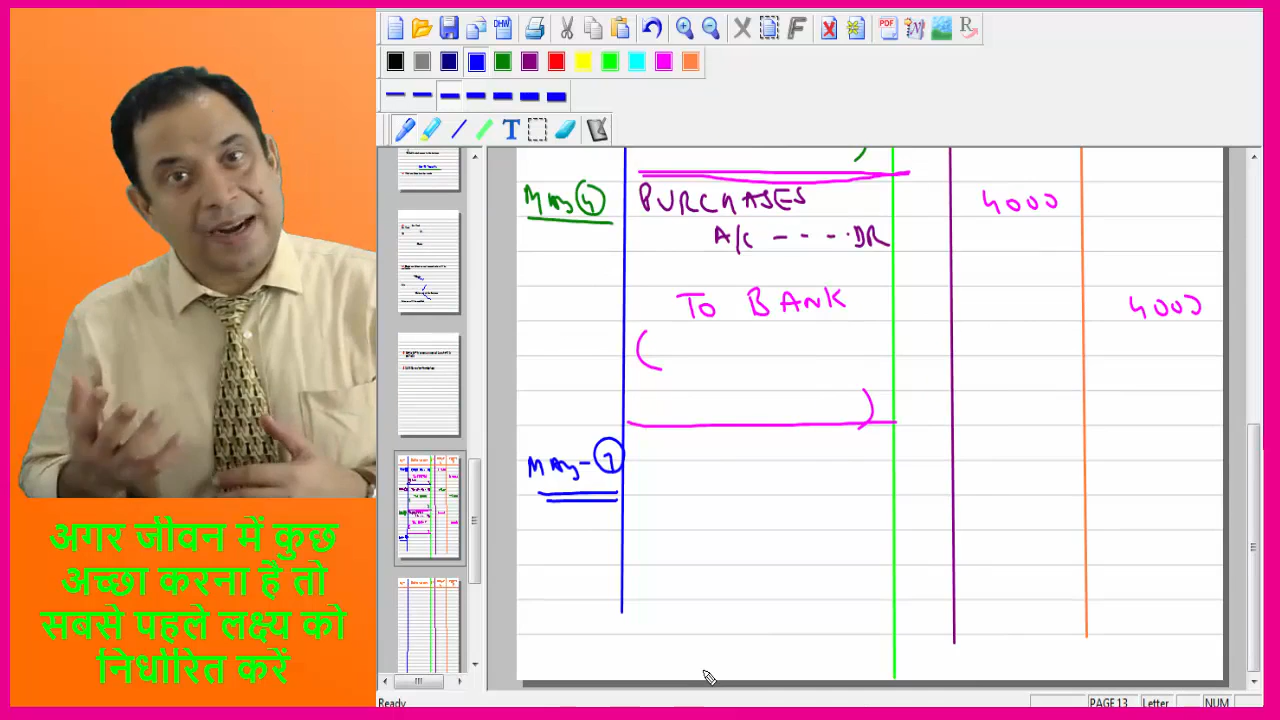 PDF
MAY 4 PURCHASES 4000
A/C - - - - DR
TO BANK 4000
( )
MAY - 7
अगर जीवन में कुछ
अच्छा करना है तो
सबसे पहले लक्ष्य को
निर्धारित करें
Ready PAGE 13 Letter NUM